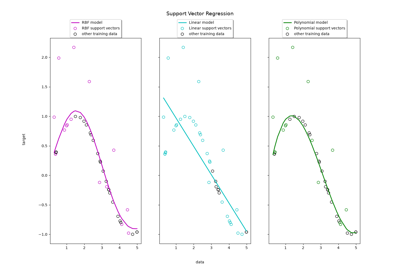 Support Vector Regression
RBF model
RBF support vectors
other training data
Linear model
Linear support vectors
other training data
Polynomial model
Polynomial support vectors
other training data
target
2.0
1.5
1.0
0.5
0.0
−0.5
−1.0
1 2 3 4 5
1 2 3 4 5
1 2 3 4 5
data